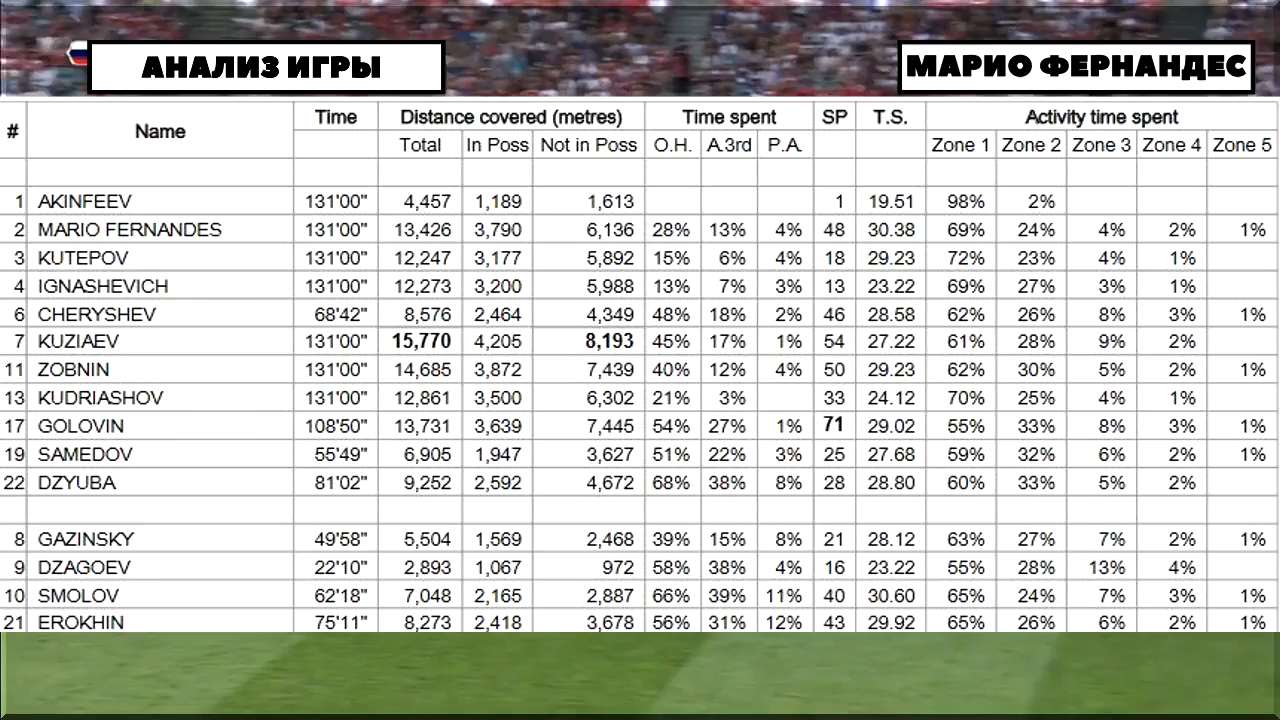 АНАЛИЗ ИГРЫ МАРИО ФЕРНАНДЕС
# Name Time Distance covered (metres) Time spent SP T.S. Activity time spent
Total In Poss Not in Poss O.H. A.3rd P.A. Zone 1 Zone 2 Zone 3 Zone 4 Zone 5
1 AKINFEEV 131'00" 4,457 1,189 1,613 1 19.51 98% 2%
2 MARIO FERNANDES 131'00" 13,426 3,790 6,136 28% 13% 4% 48 30.38 69% 24% 4% 2% 1%
3 KUTEPOV 131'00" 12,247 3,177 5,892 15% 6% 4% 18 29.23 72% 23% 4% 1%
4 IGNASHEVICH 131'00" 12,273 3,200 5,988 13% 7% 3% 13 23.22 69% 27% 3% 1%
6 CHERYSHEV 68'42" 8,576 2,464 4,349 48% 18% 2% 46 28.58 62% 26% 8% 3% 1%
7 KUZIAEV 131'00" 15,770 4,205 8,193 45% 17% 1% 54 27.22 61% 28% 9% 2%
11 ZOBNIN 131'00" 14,685 3,872 7,439 40% 12% 4% 50 29.23 62% 30% 5% 2% 1%
13 KUDRIASHOV 131'00" 12,861 3,500 6,302 21% 3% 33 24.12 70% 25% 4% 1%
17 GOLOVIN 108'50" 13,731 3,639 7,445 54% 27% 1% 71 29.02 55% 33% 8% 3% 1%
19 SAMEDOV 55'49" 6,905 1,947 3,627 51% 22% 3% 25 27.68 59% 32% 6% 2% 1%
22 DZYUBA 81'02" 9,252 2,592 4,672 68% 38% 8% 28 28.80 60% 33% 5% 2%
8 GAZINSKY 49'58" 5,504 1,569 2,468 39% 15% 8% 21 28.12 63% 27% 7% 2% 1%
9 DZAGOEV 22'10" 2,893 1,067 972 58% 38% 4% 16 23.22 55% 28% 13% 4%
10 SMOLOV 62'18" 7,048 2,165 2,887 66% 39% 11% 40 30.60 65% 24% 7% 3% 1%
21 EROKHIN 75'11" 8,273 2,418 3,678 56% 31% 12% 43 29.92 65% 26% 6% 2% 1%